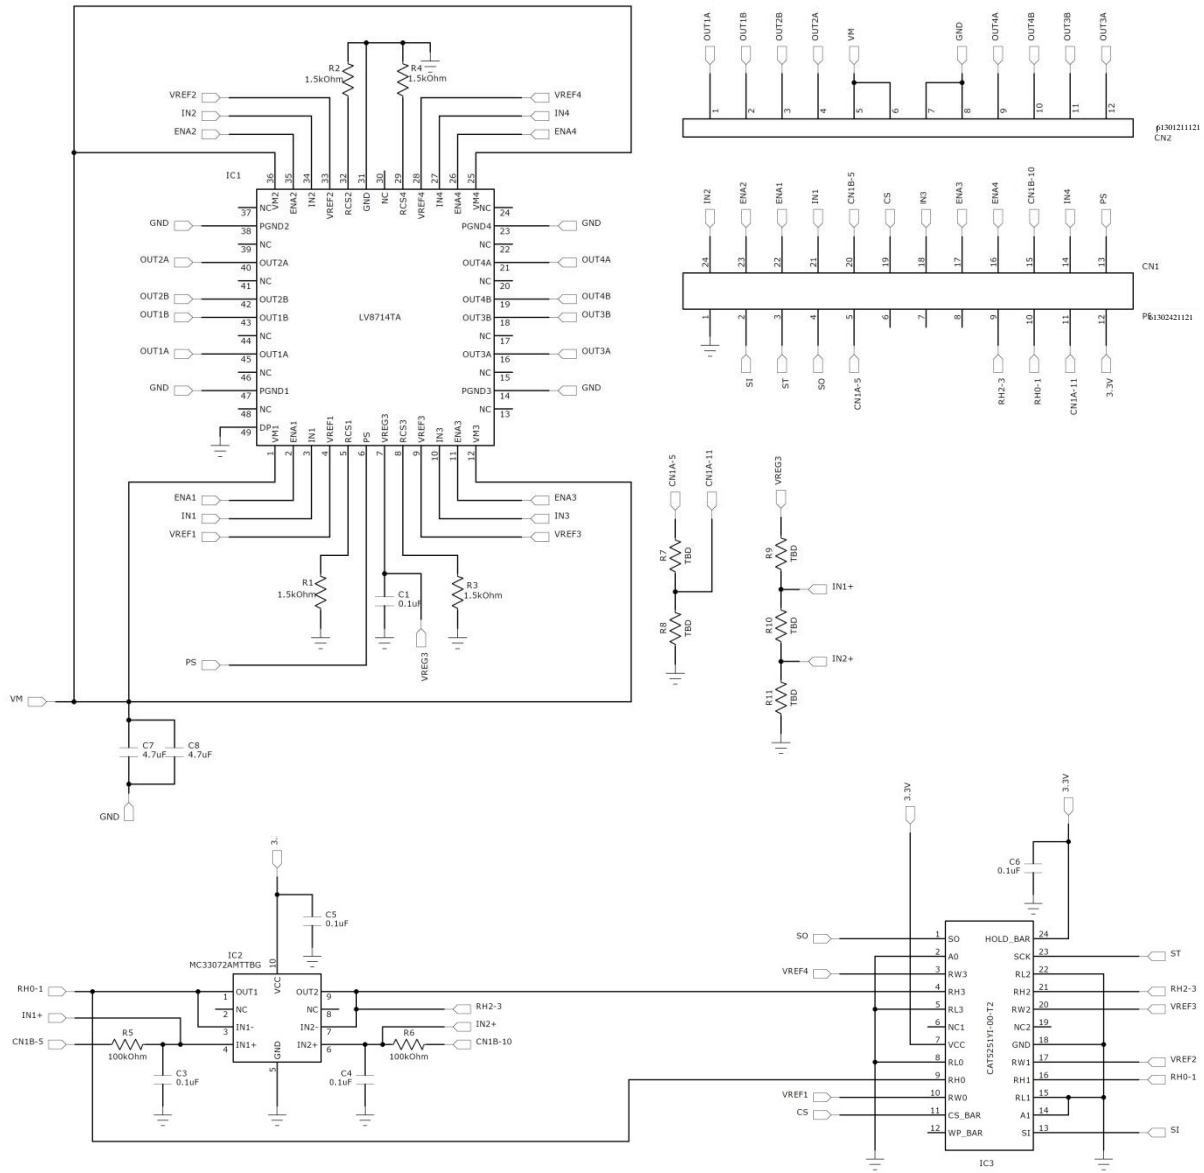 OUT1A OUT1B OUT2B OUT2A VM GND OUT4A OUT4B OUT3B OUT3A
1 2 3 4 5 6 7 8 9 10 11 12
61301211121
CN2
IN2 ENA2 ENA1 IN1 CN1B-5 CS IN3 ENA3 ENA4 CN1B-10 IN4 PS
24 23 22 21 20 19 18 17 16 15 14 13
CN1
61302421121
1 2 3 4 5 6 7 8 9 10 11 12
SI ST SO CN1A-5 RH2-3 RH0-1 CN1A-11 3.3V
R2
1.5kOhm
R4
1.5kOhm
VREF2 VREF4
IN2 IN4
ENA2 ENA4
IC1
36 35 34 33 32 31 30 29 28 27 26 25
VM2 ENA2 IN2 VREF2 RCS2 GND NC RCS4 VREF4 IN4 ENA4 VM4
37 NC NC 24
GND 38 PGND2 PGND4 23 GND
39 NC NC 22
OUT2A 40 OUT2A OUT4A 21 OUT4A
41 NC NC 20
OUT2B 42 OUT2B OUT4B 19 OUT4B
OUT1B 43 OUT1B OUT3B 18 OUT3B
LV8714TA
44 NC NC 17
OUT1A 45 OUT1A OUT3A 16 OUT3A
46 NC NC 15
GND 47 PGND1 PGND3 14 GND
48 NC NC 13
49 DP
VM1 ENA1 IN1 VREF1 RCS1 PS VREG3 RCS3 VREF3 IN3 ENA3 VM3
1 2 3 4 5 6 7 8 9 10 11 12
ENA1 ENA3
IN1 IN3
VREF1 VREF3
R1
1.5kOhm
C1
0.1uF
R3
1.5kOhm
PS
VREG3
VM
C7
4.7uF
C8
4.7uF
GND
CN1A-5 CN1A-11
R7 TBD
R8 TBD
VREG3
R9 TBD
IN1+
R10 TBD
IN2+
R11 TBD
3.
C5
0.1uF
IC2
MC33072AMTTBG
10
VCC
RH0-1 1 OUT1 OUT2 9
2 NC NC 8 RH2-3
IN1+ 3 IN1- IN2- 7 IN2+
CN1B-5 R5 100kOhm 4 IN1+ IN2+ 6 R6 100kOhm CN1B-10
GND
5
C3
0.1uF
C4
0.1uF
3.3V 3.3V
C6
0.1uF
SO 1 SO HOLD_BAR 24
2 A0 SCK 23 ST
VREF4 3 RW3 RL2 22
4 RH3 RH2 21 RH2-3
5 RL3 RW2 20 VREF3
6 NC1 NC2 19
7 VCC GND 18
8 RL0 RW1 17 VREF2
9 RH0 RH1 16 RH0-1
VREF1 10 RW0 RL1 15
CS 11 CS_BAR A1 14
12 WP_BAR SI 13 SI
CAT5251YI-00-T2
IC3